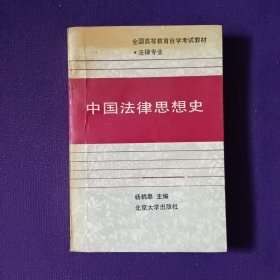 全国高等教育自学考试教材
·法律专业
中国法律思想史
杨鹤皋 主编
北京大学出版社